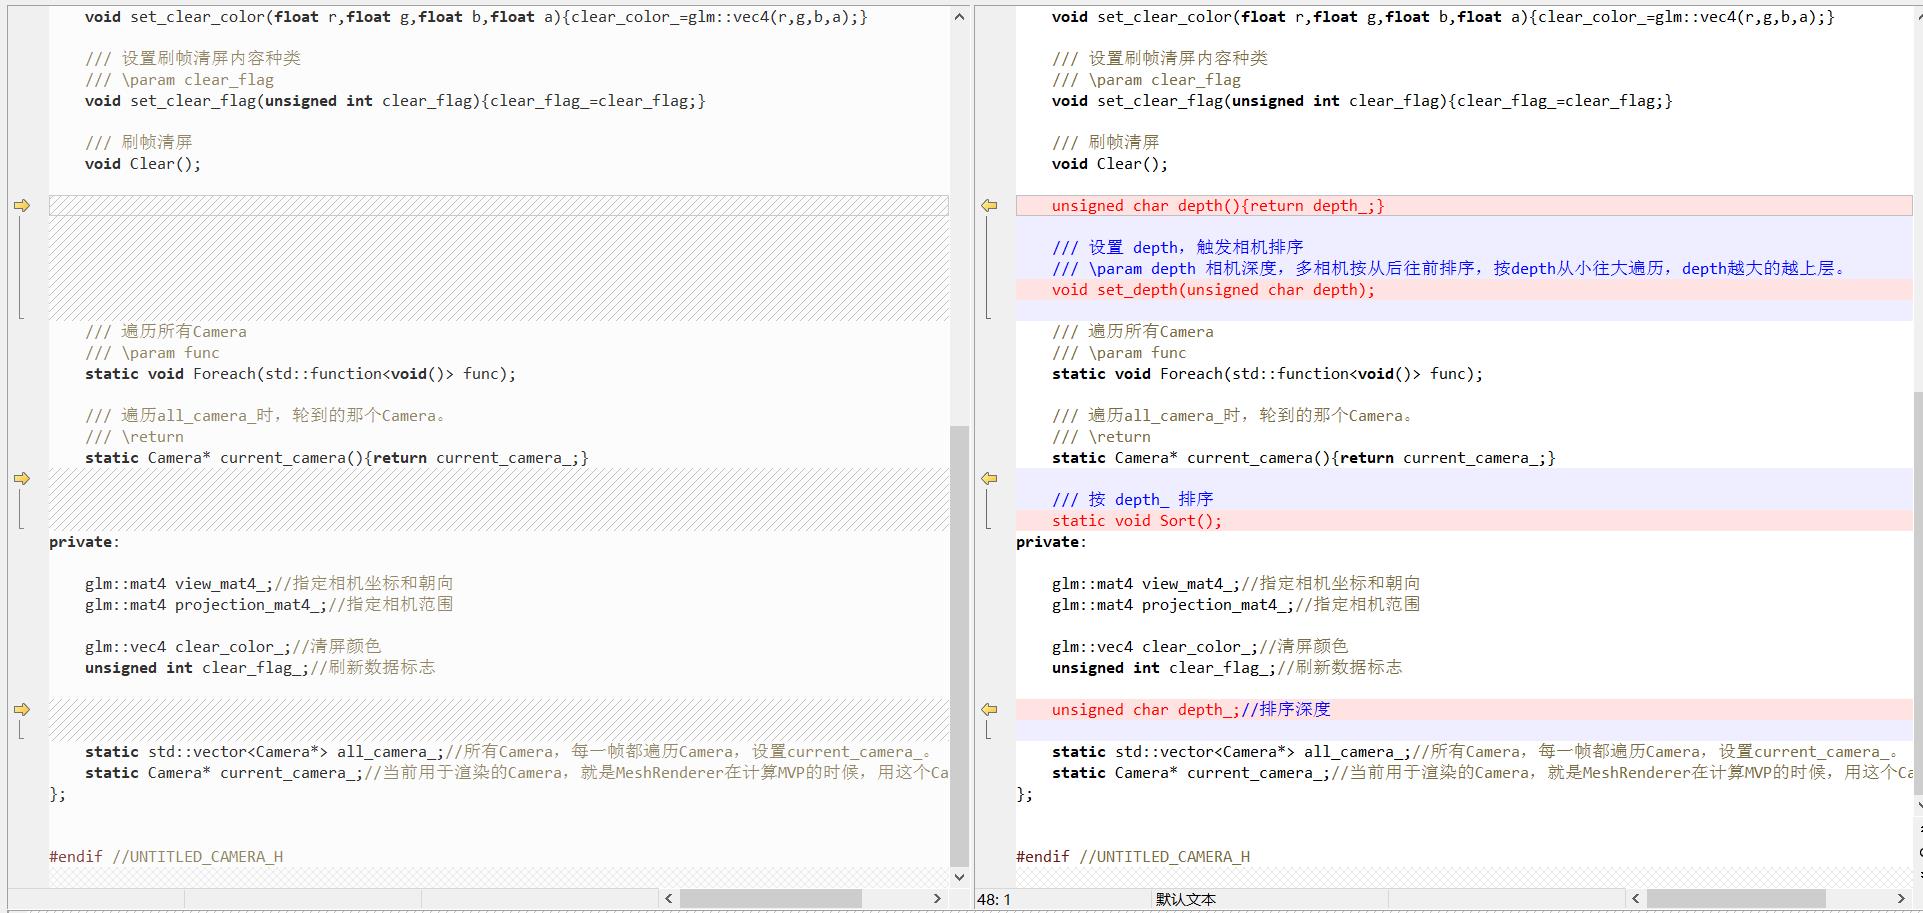 void set_clear_color(float r,float g,float b,float a){clear_color_=glm::vec4(r,g,b,a);}
/// 设置刷帧清屏内容种类
/// \param clear_flag
void set_clear_flag(unsigned int clear_flag){clear_flag_=clear_flag;}
/// 刷帧清屏
void Clear();
/// 遍历所有Camera
/// \param func
static void Foreach(std::function<void()> func);
/// 遍历all_camera_时，轮到的那个Camera。
/// \return
static Camera* current_camera(){return current_camera_;}
private:
glm::mat4 view_mat4_;//指定相机坐标和朝向
glm::mat4 projection_mat4_;//指定相机范围
glm::vec4 clear_color_;//清屏颜色
unsigned int clear_flag_;//刷新数据标志
static std::vector<Camera*> all_camera_;//所有Camera，每一帧都遍历Camera，设置current_camera_。
static Camera* current_camera_;//当前用于渲染的Camera，就是MeshRenderer在计算MVP的时候，用这个Ca
};
#endif //UNTITLED_CAMERA_H
void set_clear_color(float r,float g,float b,float a){clear_color_=glm::vec4(r,g,b,a);}
/// 设置刷帧清屏内容种类
/// \param clear_flag
void set_clear_flag(unsigned int clear_flag){clear_flag_=clear_flag;}
/// 刷帧清屏
void Clear();
unsigned char depth(){return depth_;}
/// 设置 depth，触发相机排序
/// \param depth 相机深度，多相机按从后往前排序，按depth从小往大遍历，depth越大的越上层。
void set_depth(unsigned char depth);
/// 遍历所有Camera
/// \param func
static void Foreach(std::function<void()> func);
/// 遍历all_camera_时，轮到的那个Camera。
/// \return
static Camera* current_camera(){return current_camera_;}
/// 按 depth_ 排序
static void Sort();
private:
glm::mat4 view_mat4_;//指定相机坐标和朝向
glm::mat4 projection_mat4_;//指定相机范围
glm::vec4 clear_color_;//清屏颜色
unsigned int clear_flag_;//刷新数据标志
unsigned char depth_;//排序深度
static std::vector<Camera*> all_camera_;//所有Camera，每一帧都遍历Camera，设置current_camera_。
static Camera* current_camera_;//当前用于渲染的Camera，就是MeshRenderer在计算MVP的时候，用这个Ca
};
#endif //UNTITLED_CAMERA_H
48: 1 默认文本